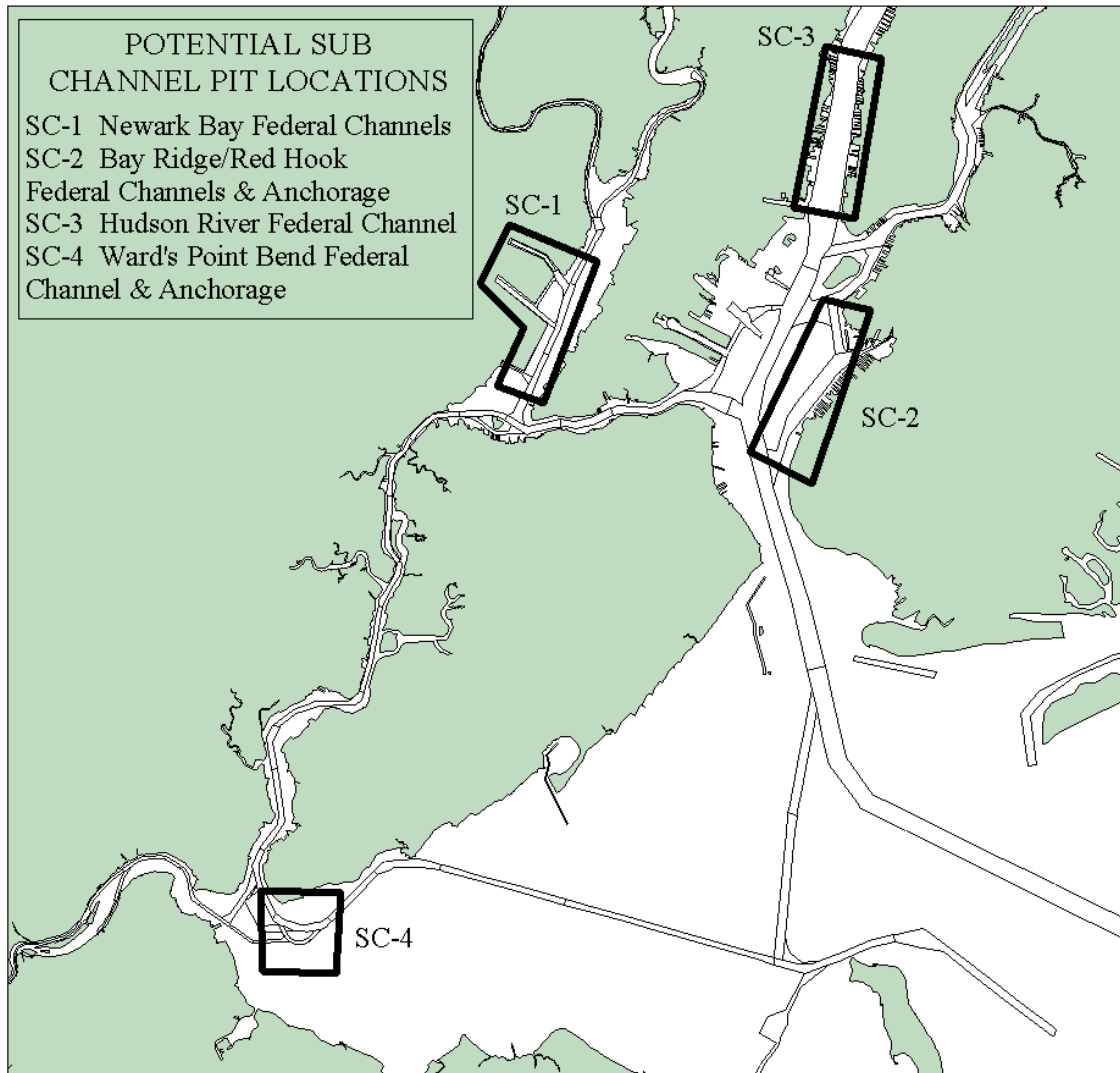 POTENTIAL SUB
CHANNEL PIT LOCATIONS
SC-1 Newark Bay Federal Channels
SC-2 Bay Ridge/Red Hook
Federal Channels & Anchorage
SC-3 Hudson River Federal Channel
SC-4 Ward's Point Bend Federal
Channel & Anchorage
SC-3
SC-1
SC-2
SC-4